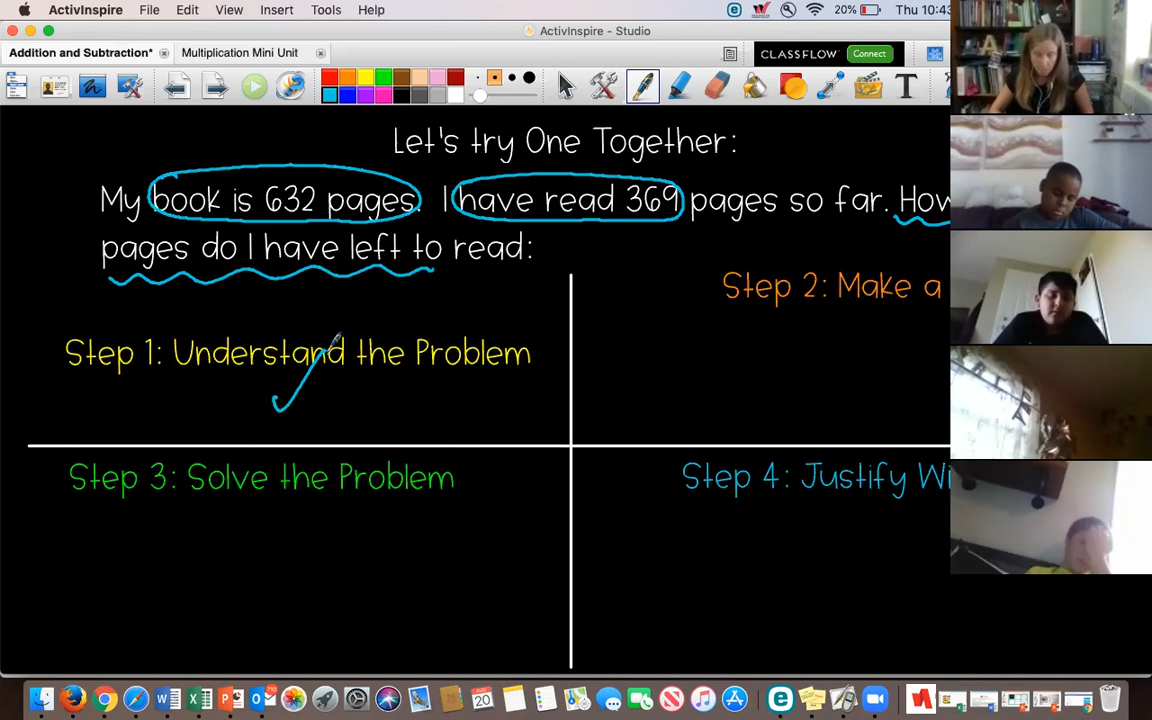 ActivInspire File Edit View Insert Tools Help 20% Thu 10:43
ActivInspire - Studio
Addition and Subtraction* Multiplication Mini Unit CLASSFLOW Connect
Let's try One Together:
My book is 632 pages. I have read 369 pages so far. How
pages do I have left to read:
Step 2: Make a
Step 1: Understand the Problem
Step 3: Solve the Problem
Step 4: Justify Wi